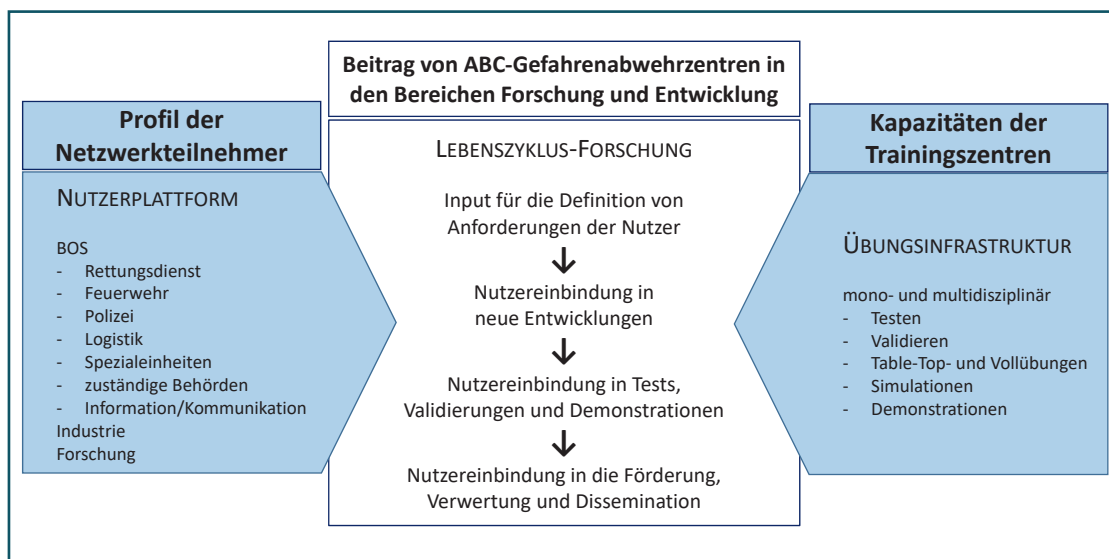 Beitrag von ABC-Gefahrenabwehrzentren in
den Bereichen Forschung und Entwicklung
Profil der
Netzwerkteilnehmer
NUTZERPLATTFORM
BOS
- Rettungsdienst
- Feuerwehr
- Polizei
- Logistik
- Spezialeinheiten
- zuständige Behörden
- Information/Kommunikation
Industrie
Forschung
LEBENSZYKLUS-FORSCHUNG
Input für die Definition von
Anforderungen der Nutzer
↓
Nutzereinbindung in
neue Entwicklungen
↓
Nutzereinbindung in Tests,
Validierungen und Demonstrationen
↓
Nutzereinbindung in die Förderung,
Verwertung und Dissemination
Kapazitäten der
Trainingszentren
ÜBUNGSINFRASTRUKTUR
mono- und multidisziplinär
- Testen
- Validieren
- Table-Top- und Vollübungen
- Simulationen
- Demonstrationen